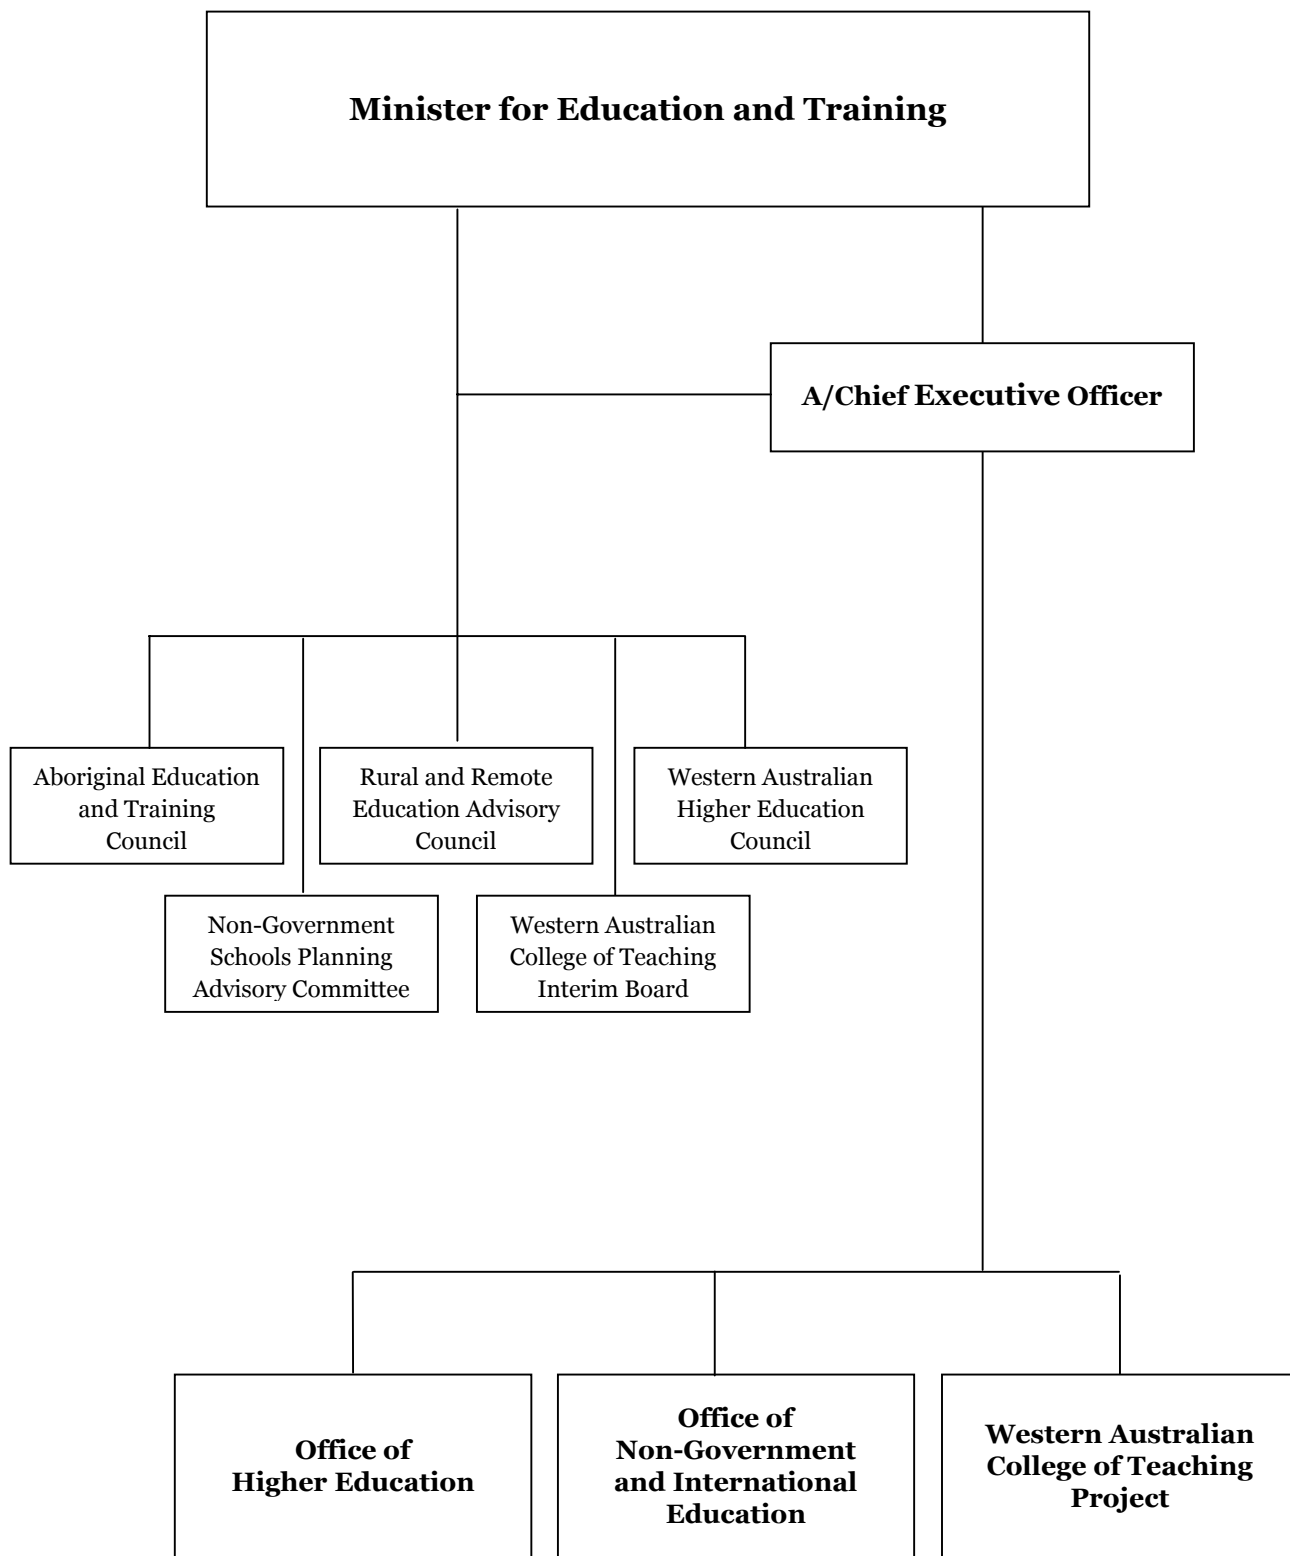 Minister for Education and Training
A/Chief Executive Officer
Aboriginal Education
and Training
Council
Rural and Remote
Education Advisory
Council
Western Australian
Higher Education
Council
Non-Government
Schools Planning
Advisory Committee
Western Australian
College of Teaching
Interim Board
Office of
Higher Education
Office of
Non-Government
and International
Education
Western Australian
College of Teaching
Project